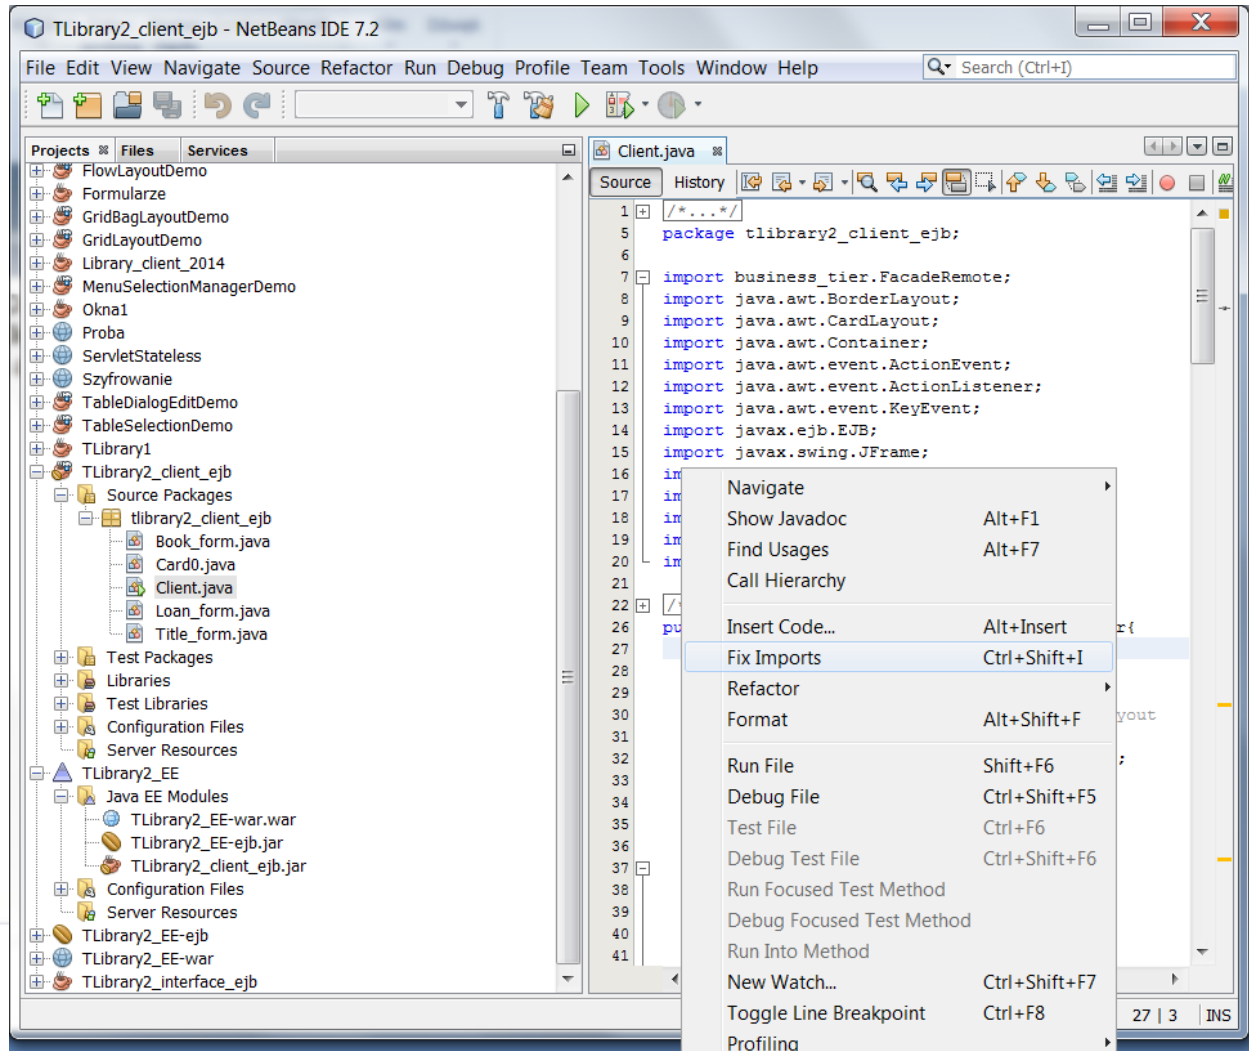 TLibrary2_client_ejb - NetBeans IDE 7.2
File Edit View Navigate Source Refactor Run Debug Profile Team Tools Window Help
Search (Ctrl+I)
Projects Files Services
FlowLayoutDemo
Formularze
GridBagLayoutDemo
GridLayoutDemo
Library_client_2014
MenuSelectionManagerDemo
Okna1
Proba
ServletStateless
Szyfrowanie
TableDialogEditDemo
TableSelectionDemo
TLibrary1
TLibrary2_client_ejb
Source Packages
tlibrary2_client_ejb
Book_form.java
Card0.java
Client.java
Loan_form.java
Title_form.java
Test Packages
Libraries
Test Libraries
Configuration Files
Server Resources
TLibrary2_EE
Java EE Modules
TLibrary2_EE-war.war
TLibrary2_EE-ejb.jar
TLibrary2_client_ejb.jar
Configuration Files
Server Resources
TLibrary2_EE-ejb
TLibrary2_EE-war
TLibrary2_interface_ejb
Client.java
Source History
1 /*...*/
5 package tlibrary2_client_ejb;
6
7 import business_tier.FacadeRemote;
8 import java.awt.BorderLayout;
9 import java.awt.CardLayout;
10 import java.awt.Container;
11 import java.awt.event.ActionEvent;
12 import java.awt.event.ActionListener;
13 import java.awt.event.KeyEvent;
14 import javax.ejb.EJB;
15 import javax.swing.JFrame;
16 im
17 im
18 im
19 im
20 im
21
22 /*
26 pu r{
27
28
29
30 yout
31
32 ;
33
34
35
36
37
38
39
40
41
Navigate
Show Javadoc Alt+F1
Find Usages Alt+F7
Call Hierarchy
Insert Code... Alt+Insert
Fix Imports Ctrl+Shift+I
Refactor
Format Alt+Shift+F
Run File Shift+F6
Debug File Ctrl+Shift+F5
Test File Ctrl+F6
Debug Test File Ctrl+Shift+F6
Run Focused Test Method
Debug Focused Test Method
Run Into Method
New Watch... Ctrl+Shift+F7
Toggle Line Breakpoint Ctrl+F8
Profiling
27 | 3 INS